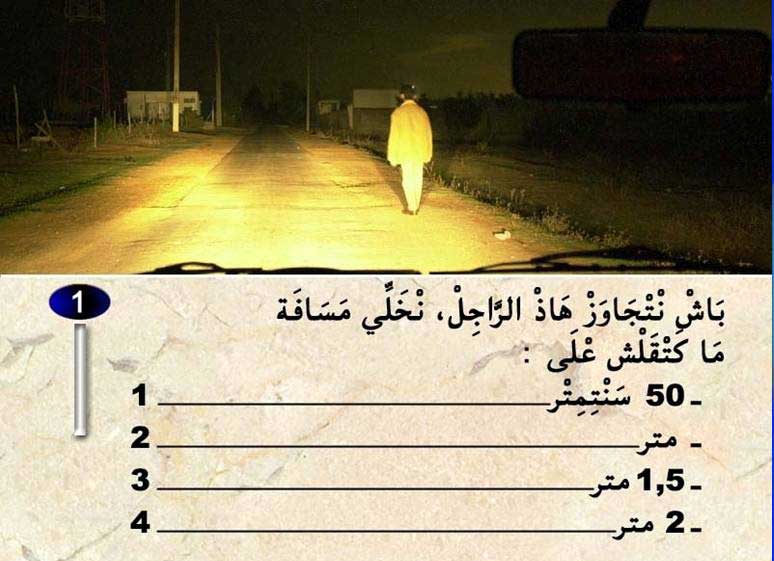 1
بَاشْ نْتْجَاوَزْ هَاذْ الرَّاجِلْ، نْخَلِّي مَسَافَة
مَا كَتْقَلْش عْلَى :
ـ 50 سَنْتِمِتْر 1
ـ متر 2
ـ 1,5 متر 3
ـ 2 متر 4